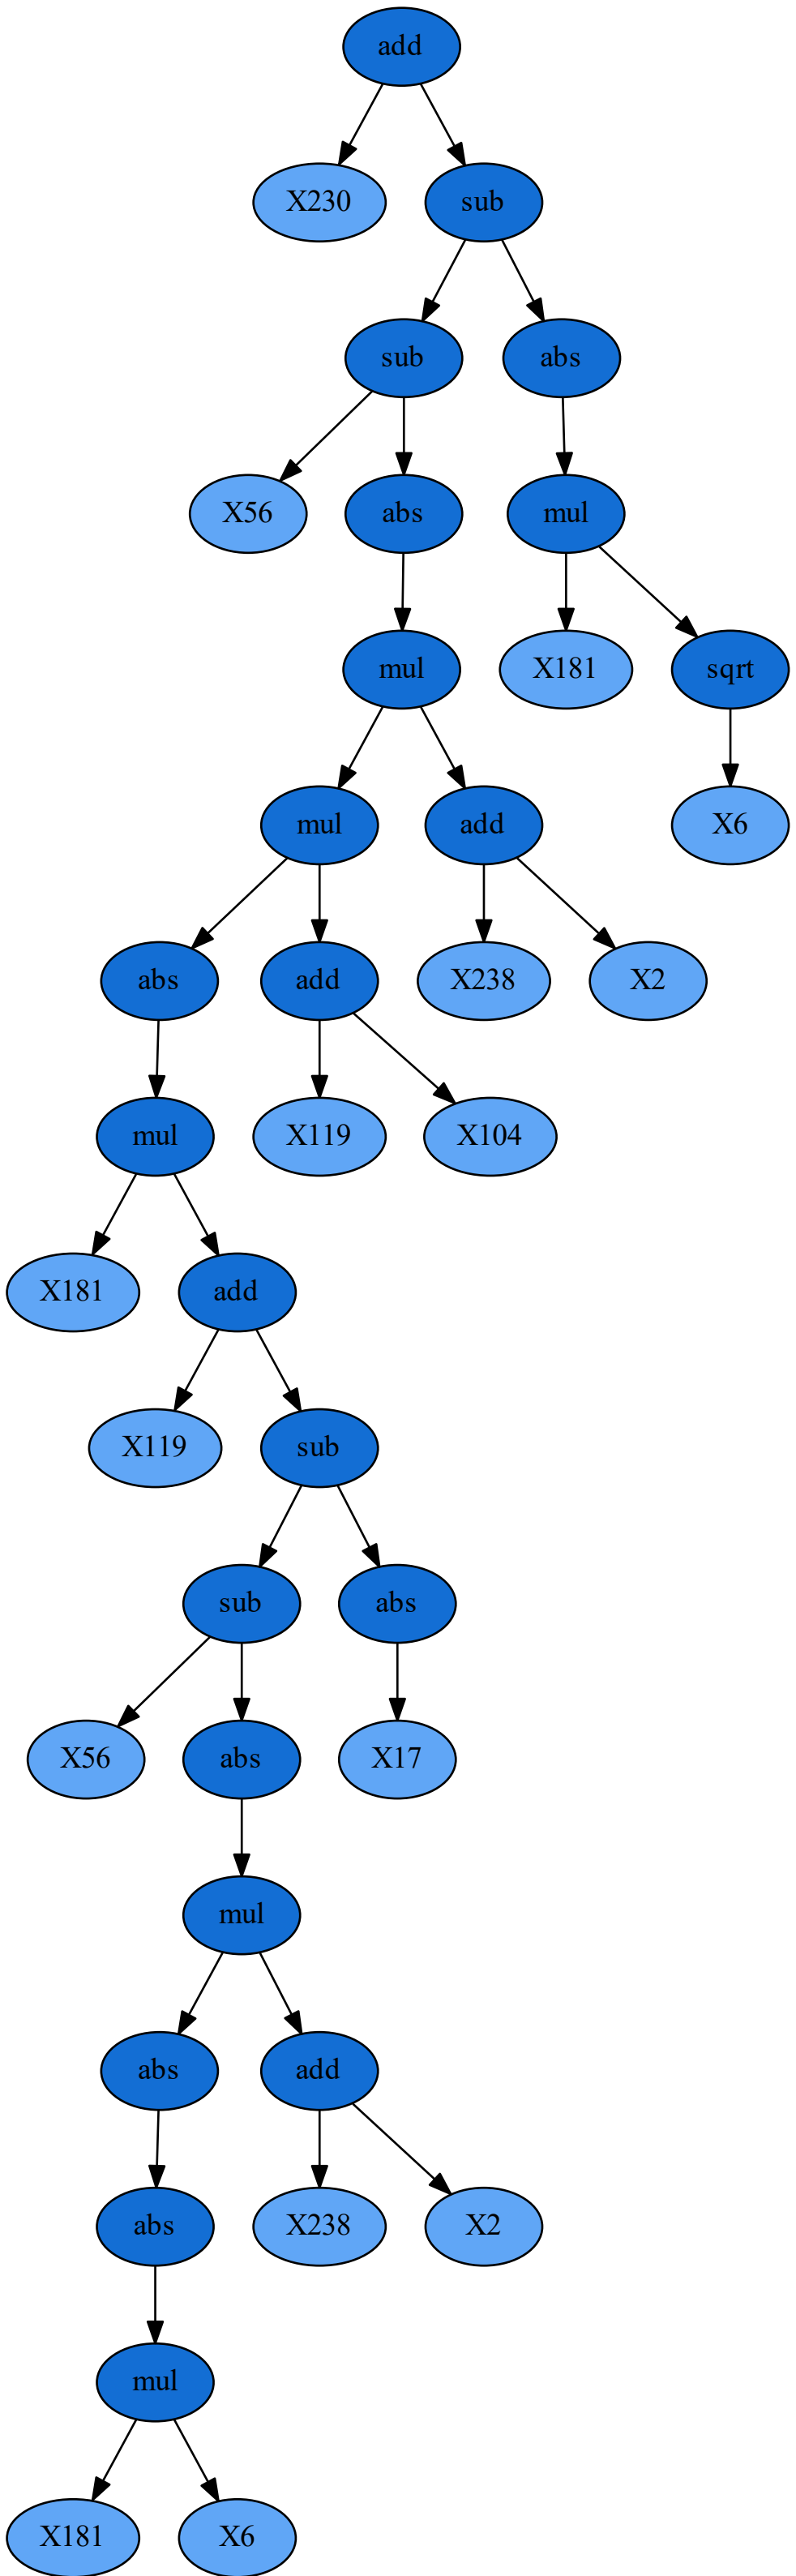 add
X230 sub
sub abs
X56 abs mul
mul X181 sqrt
mul add X6
abs add X238 X2
mul X119 X104
X181 add
X119 sub
sub abs
X56 abs X17
mul
abs add
abs X238 X2
mul
X181 X6